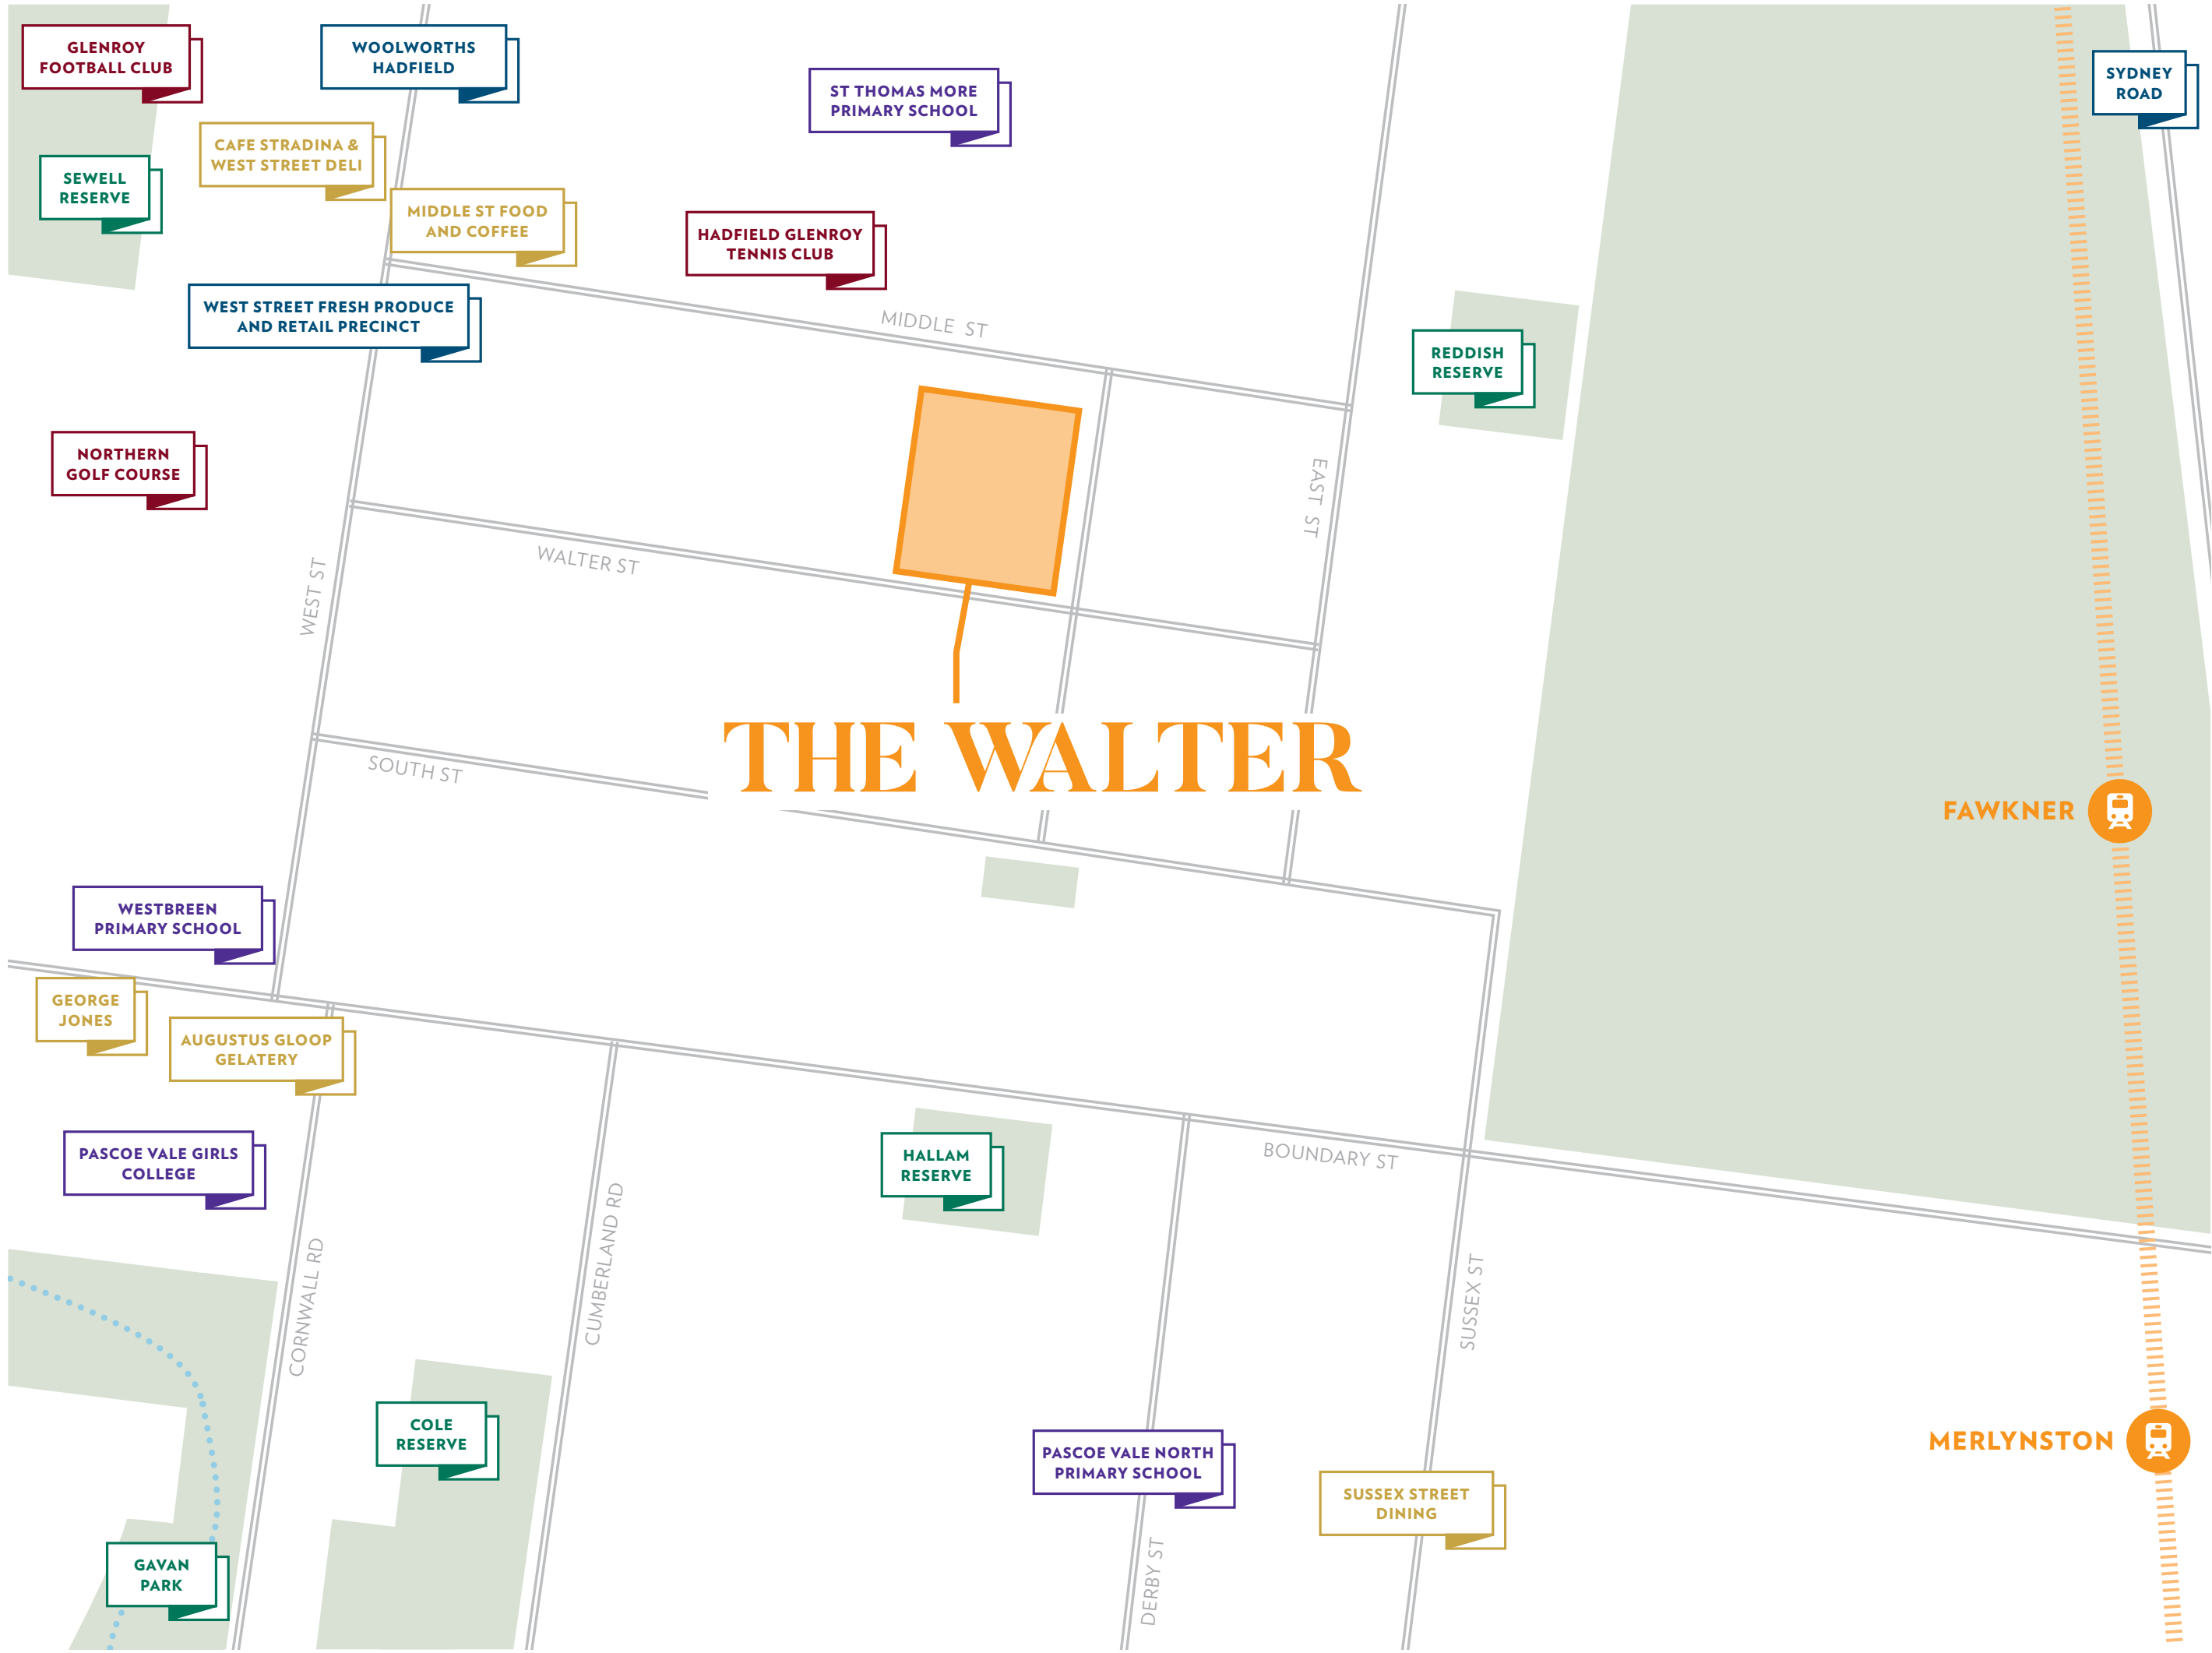 GLENROY
FOOTBALL CLUB
WOOLWORTHS
HADFIELD
ST THOMAS MORE
PRIMARY SCHOOL
SYDNEY
ROAD
CAFE STRADINA &
WEST STREET DELI
SEWELL
RESERVE
MIDDLE ST FOOD
AND COFFEE
HADFIELD GLENROY
TENNIS CLUB
WEST STREET FRESH PRODUCE
AND RETAIL PRECINCT
MIDDLE ST
REDDISH
RESERVE
NORTHERN
GOLF COURSE
EAST ST
WALTER ST
WEST ST
THE WALTER
SOUTH ST
FAWKNER
WESTBREEN
PRIMARY SCHOOL
GEORGE
JONES
AUGUSTUS GLOOP
GELATERY
PASCOE VALE GIRLS
COLLEGE
HALLAM
RESERVE
BOUNDARY ST
CORNWALL RD
CUMBERLAND RD
SUSSEX ST
COLE
RESERVE
PASCOE VALE NORTH
PRIMARY SCHOOL
MERLYNSTON
SUSSEX STREET
DINING
GAVAN
PARK
DERBY ST